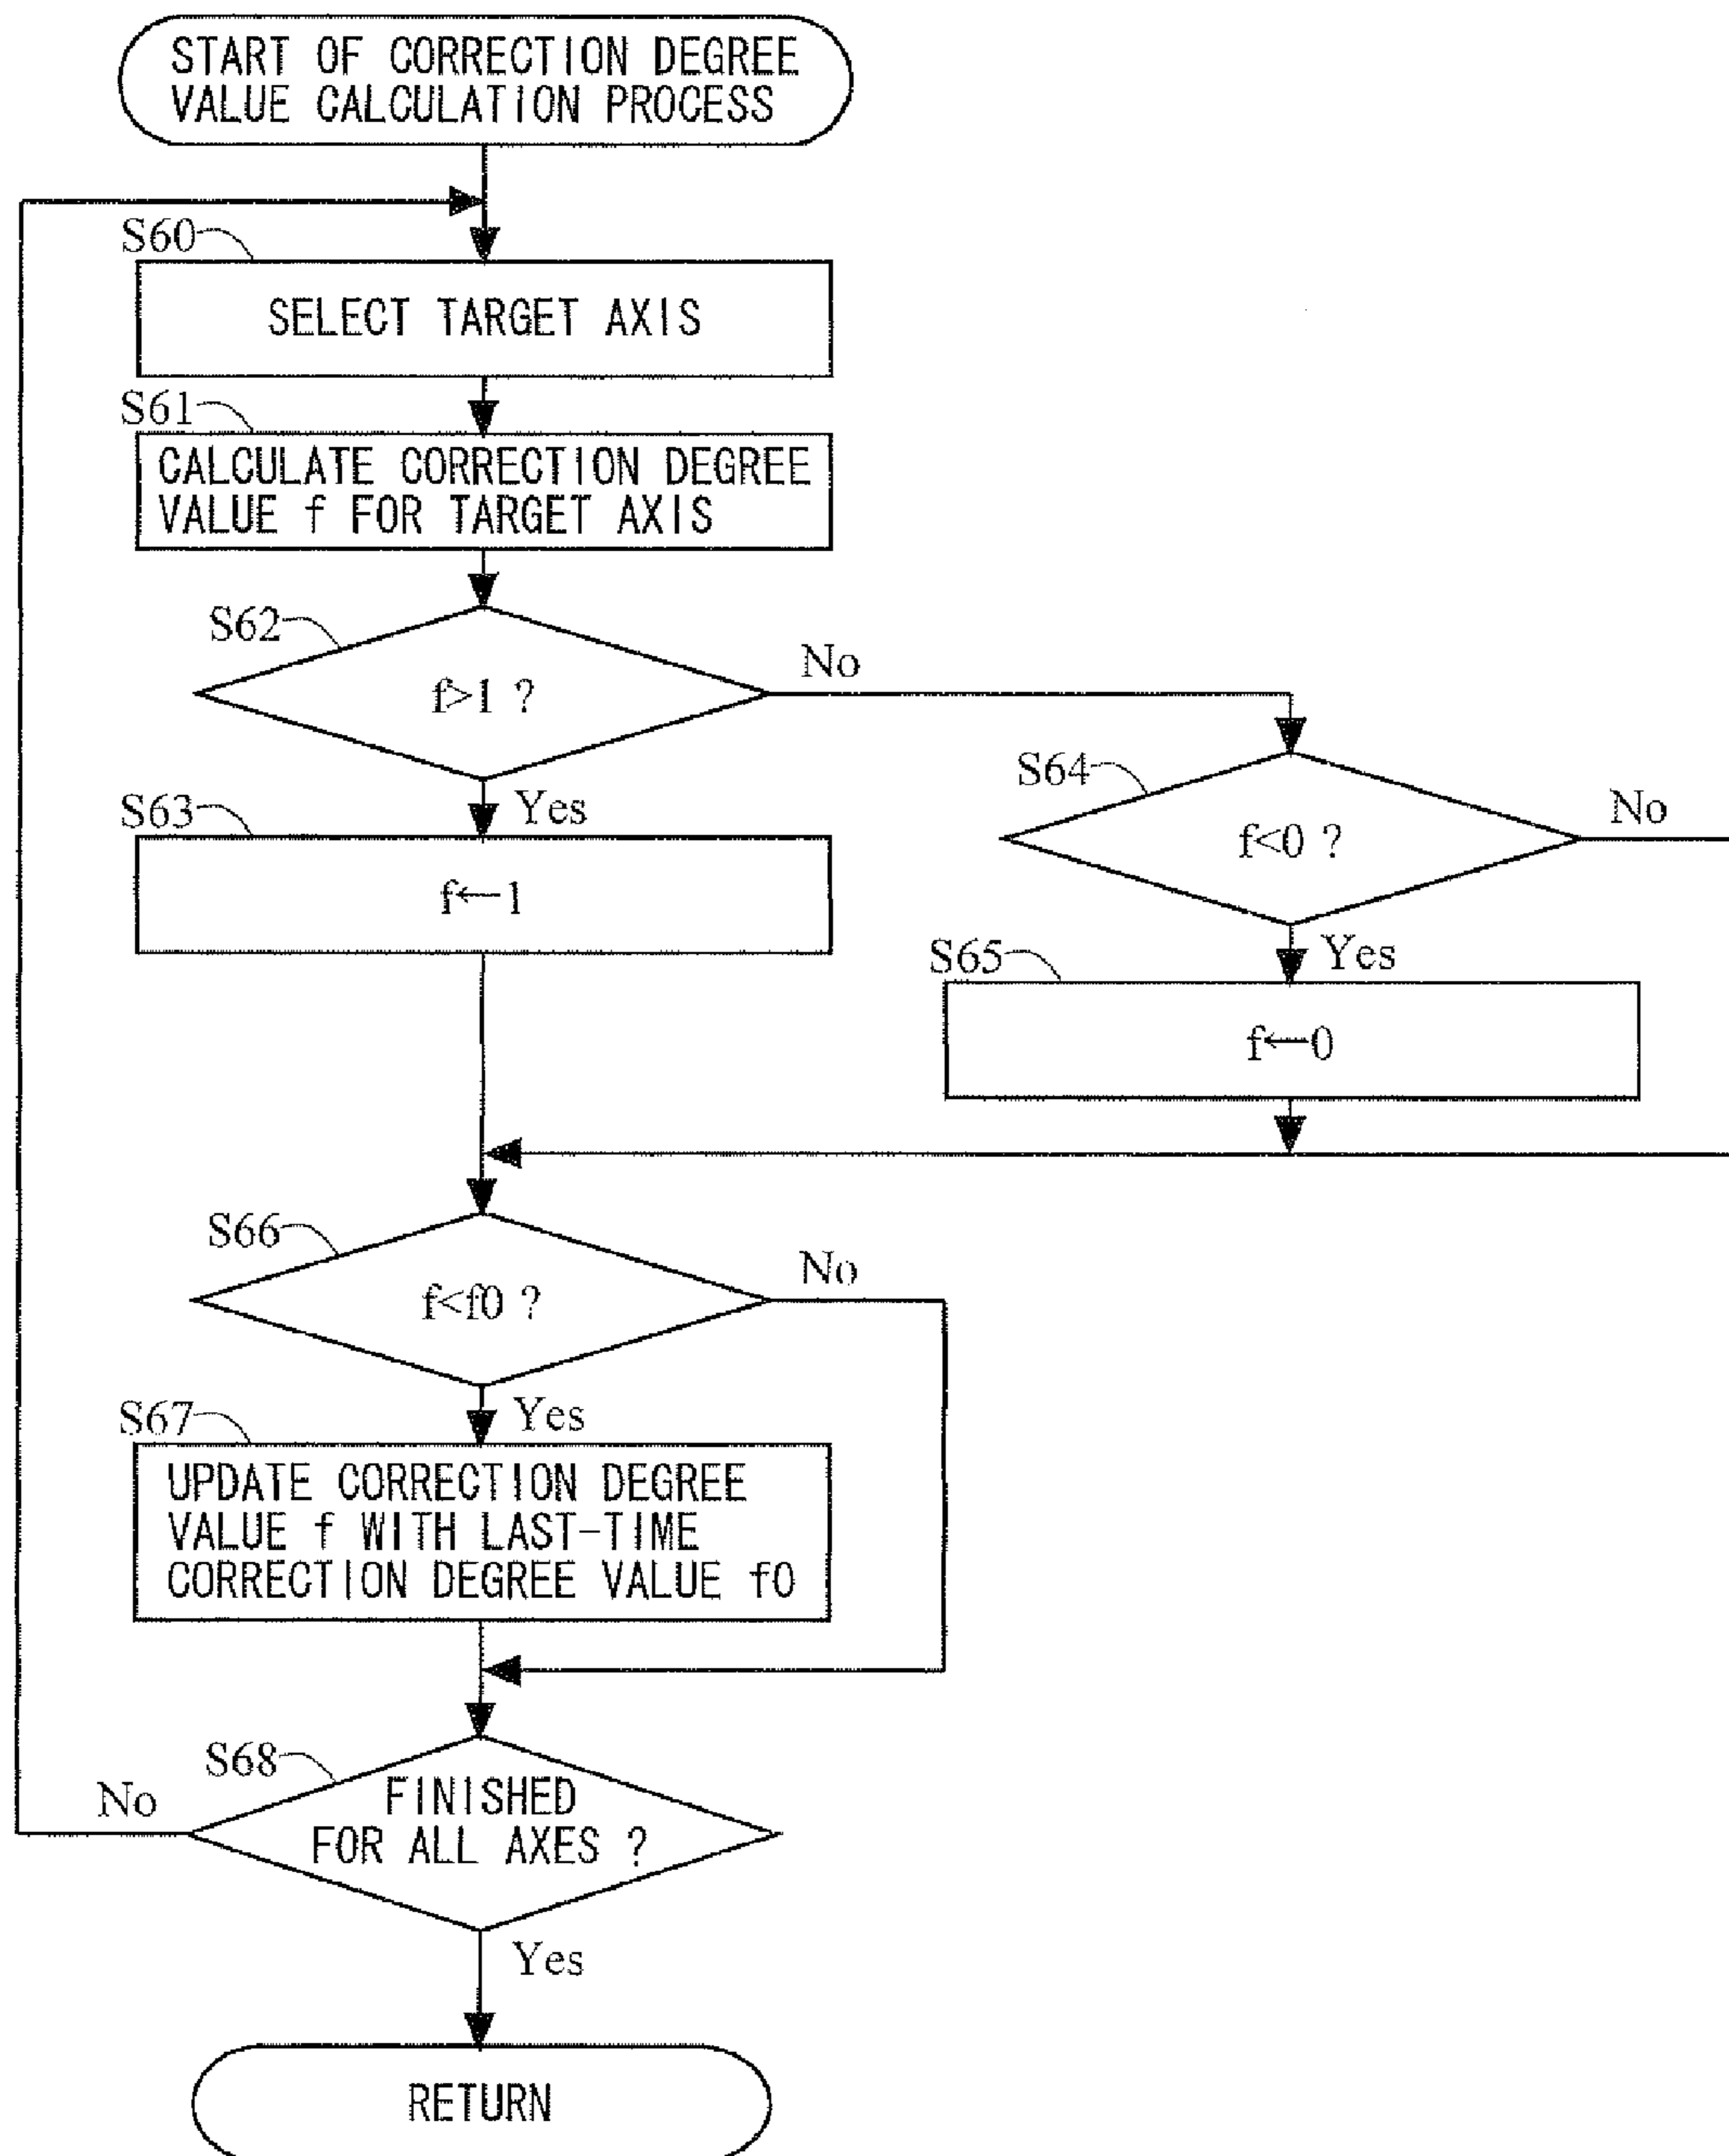 START OF CORRECTION DEGREE
VALUE CALCULATION PROCESS
S60
SELECT TARGET AXIS
S61
CALCULATE CORRECTION DEGREE
VALUE f FOR TARGET AXIS
S62
f>1 ?
No
Yes
S63
f←1
S64
f<0 ?
No
Yes
S65
f←0
S66
f<f0 ?
No
Yes
S67
UPDATE CORRECTION DEGREE
VALUE f WITH LAST-TIME
CORRECTION DEGREE VALUE f0
S68
FINISHED
FOR ALL AXES ?
No
Yes
RETURN